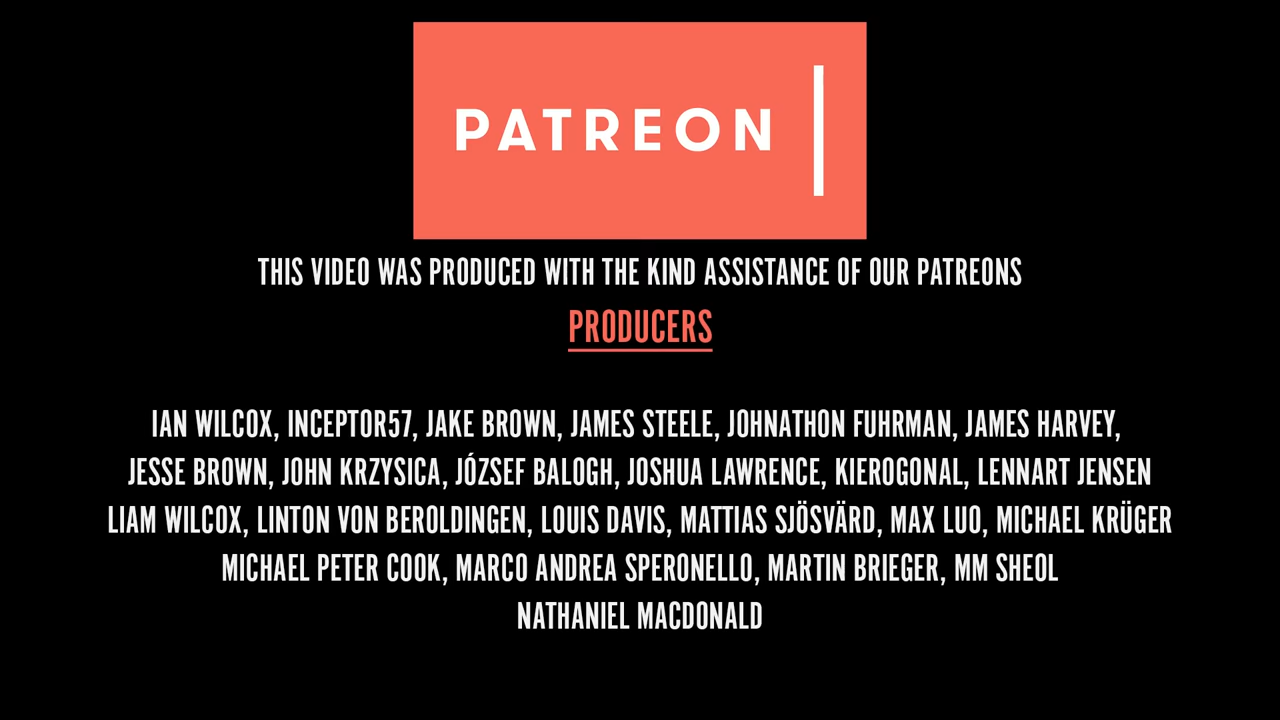 PATREON
THIS VIDEO WAS PRODUCED WITH THE KIND ASSISTANCE OF OUR PATREONS
PRODUCERS
IAN WILCOX, INCEPTOR57, JAKE BROWN, JAMES STEELE, JOHNATHON FUHRMAN, JAMES HARVEY,
JESSE BROWN, JOHN KRZYSICA, JÓZSEF BALOGH, JOSHUA LAWRENCE, KIEROGONAL, LENNART JENSEN
LIAM WILCOX, LINTON VON BEROLDINGEN, LOUIS DAVIS, MATTIAS SJÖSVÄRD, MAX LUO, MICHAEL KRÜGER
MICHAEL PETER COOK, MARCO ANDREA SPERONELLO, MARTIN BRIEGER, MM SHEOL
NATHANIEL MACDONALD